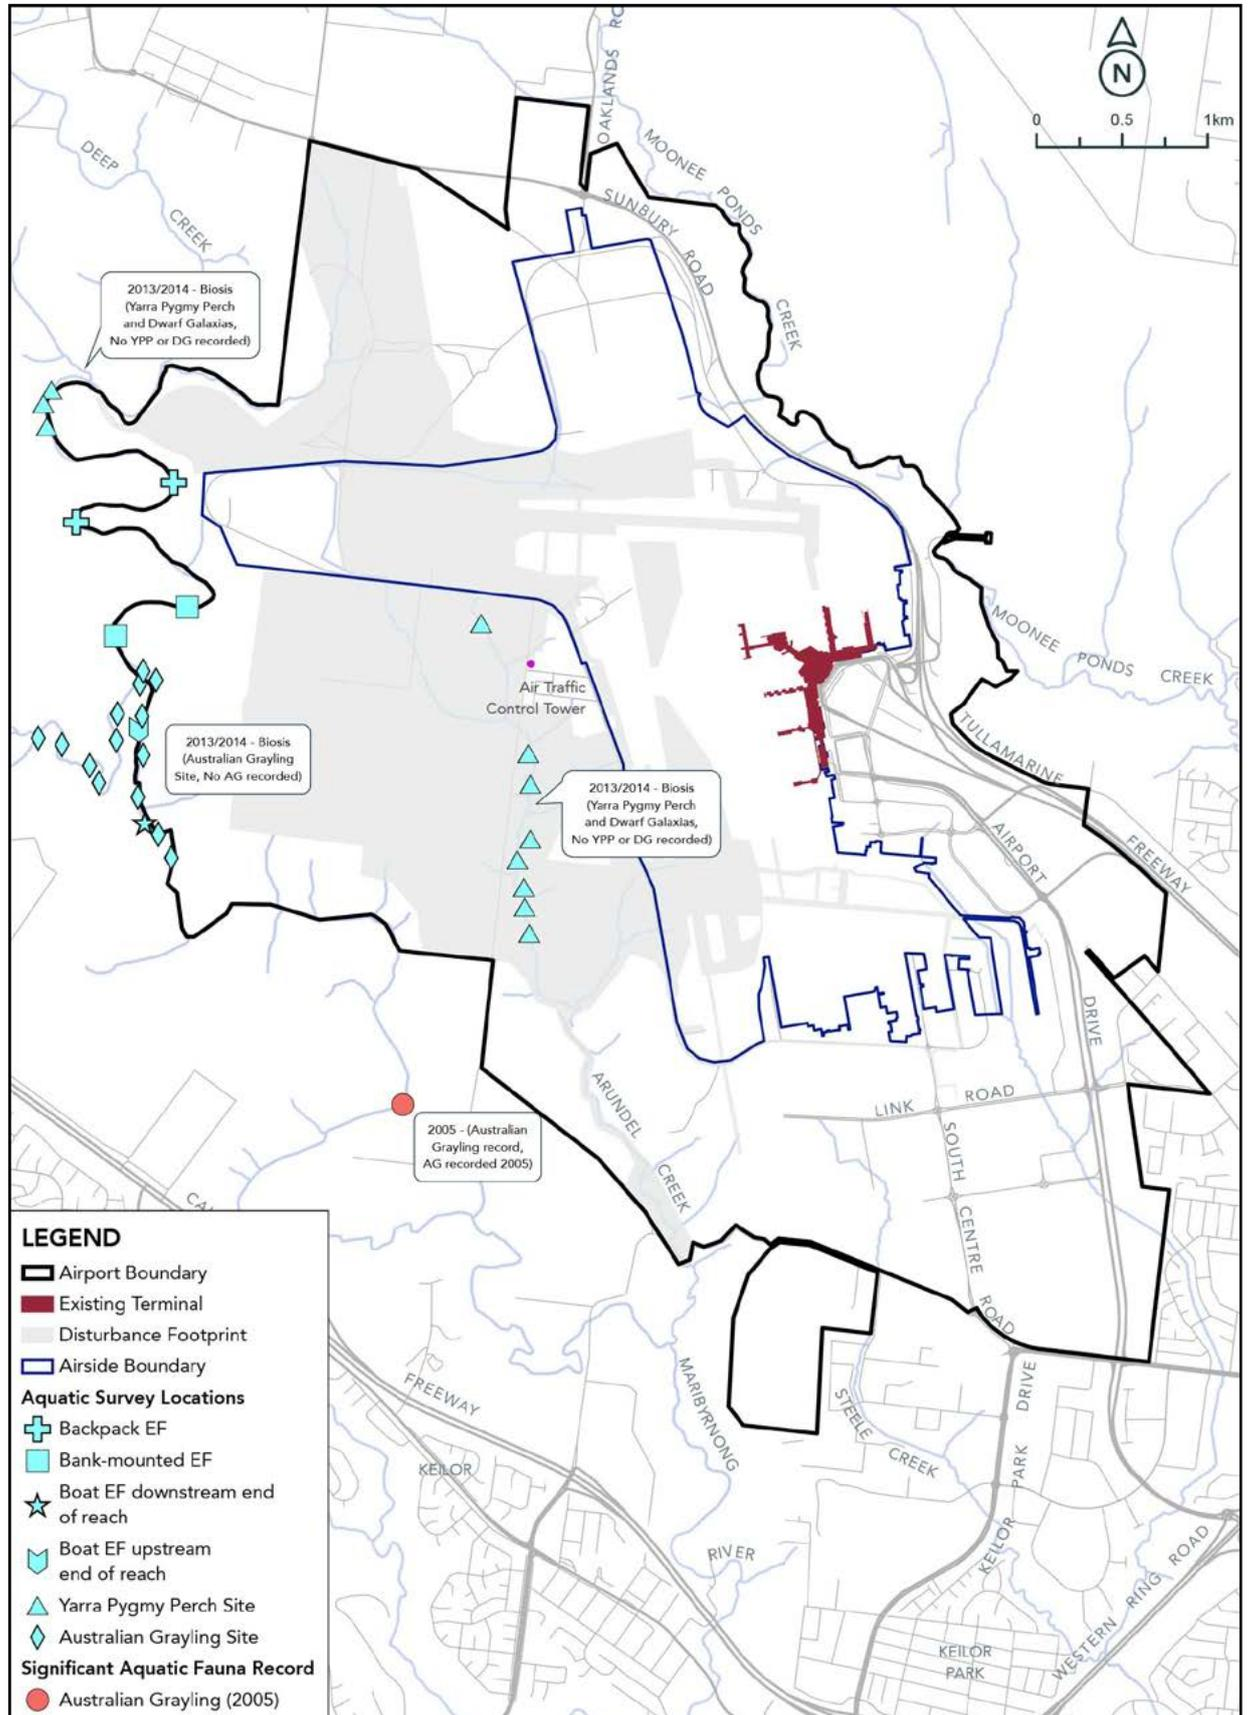 OAKLANDS RO
N
0 0.5 1km
MOONEE PONDS
DEEP
CREEK
SUNBURY ROAD
CREEK
2013/2014 - Biosis
(Yarra Pygmy Perch
and Dwarf Galaxias,
No YPP or DG recorded)
MOONEE PONDS CREEK
Air Traffic
Control Tower
TULLAMARINE
FREEWAY
2013/2014 - Biosis
(Australian Grayling
Site, No AG recorded)
2013/2014 - Biosis
(Yarra Pygmy Perch
and Dwarf Galaxias,
No YPP or DG recorded)
AIRPORT
DRIVE
ARUNDEL
CREEK
LINK ROAD
2005 - (Australian
Grayling record,
AG recorded 2005)
SOUTH
CENTRE
ROAD
FREEWAY
KEILOR
MARIBYRNONG
RIVER
STEELE
CREEK
KEILOR PARK DRIVE
WESTERN RING ROAD
KEILOR
PARK
LEGEND
Airport Boundary
Existing Terminal
Disturbance Footprint
Airside Boundary
Aquatic Survey Locations
Backpack EF
Bank-mounted EF
Boat EF downstream end
of reach
Boat EF upstream
end of reach
Yarra Pygmy Perch Site
Australian Grayling Site
Significant Aquatic Fauna Record
Australian Grayling (2005)